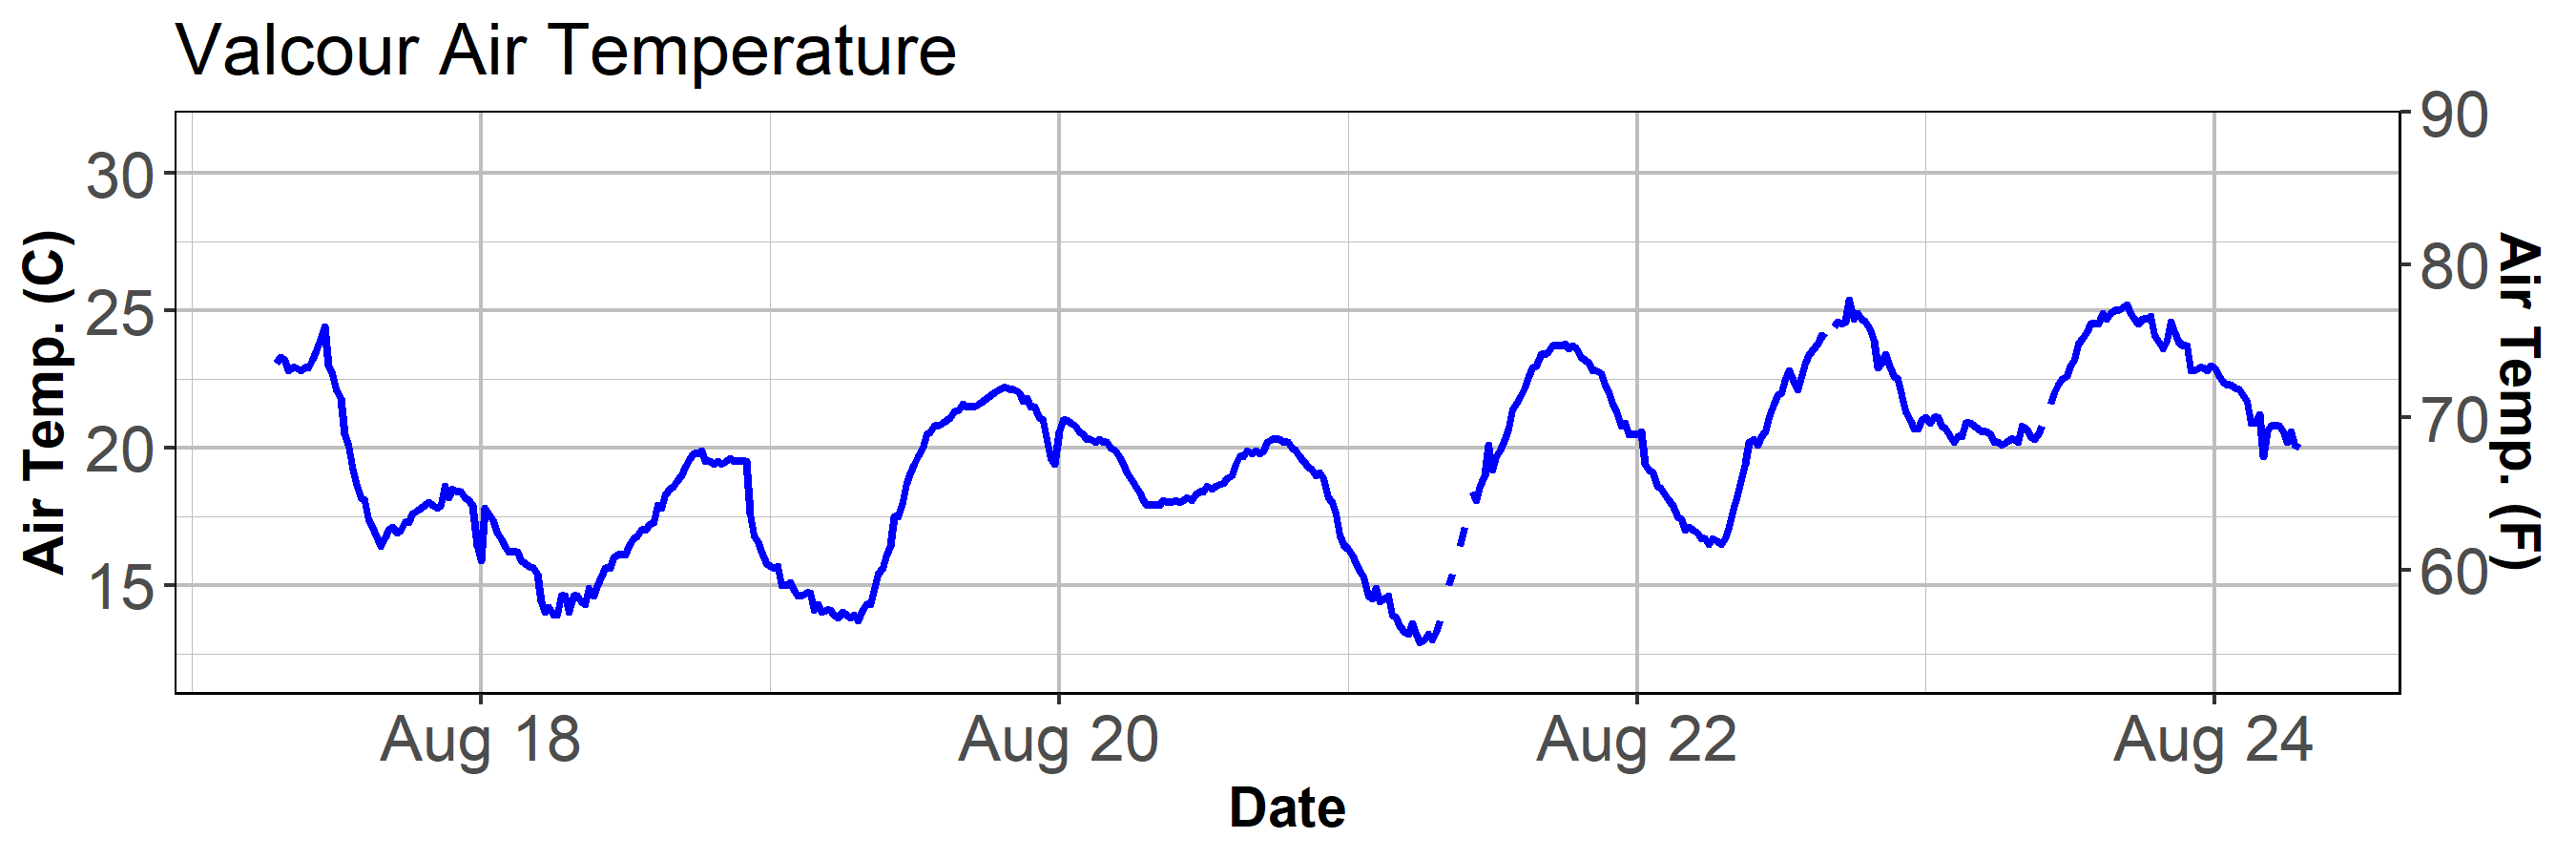 Valcour Air Temperature
Air Temp. (C)
30
25
20
15
90
80
70
60
Air Temp. (F)
Aug 18 Aug 20 Aug 22 Aug 24
Date